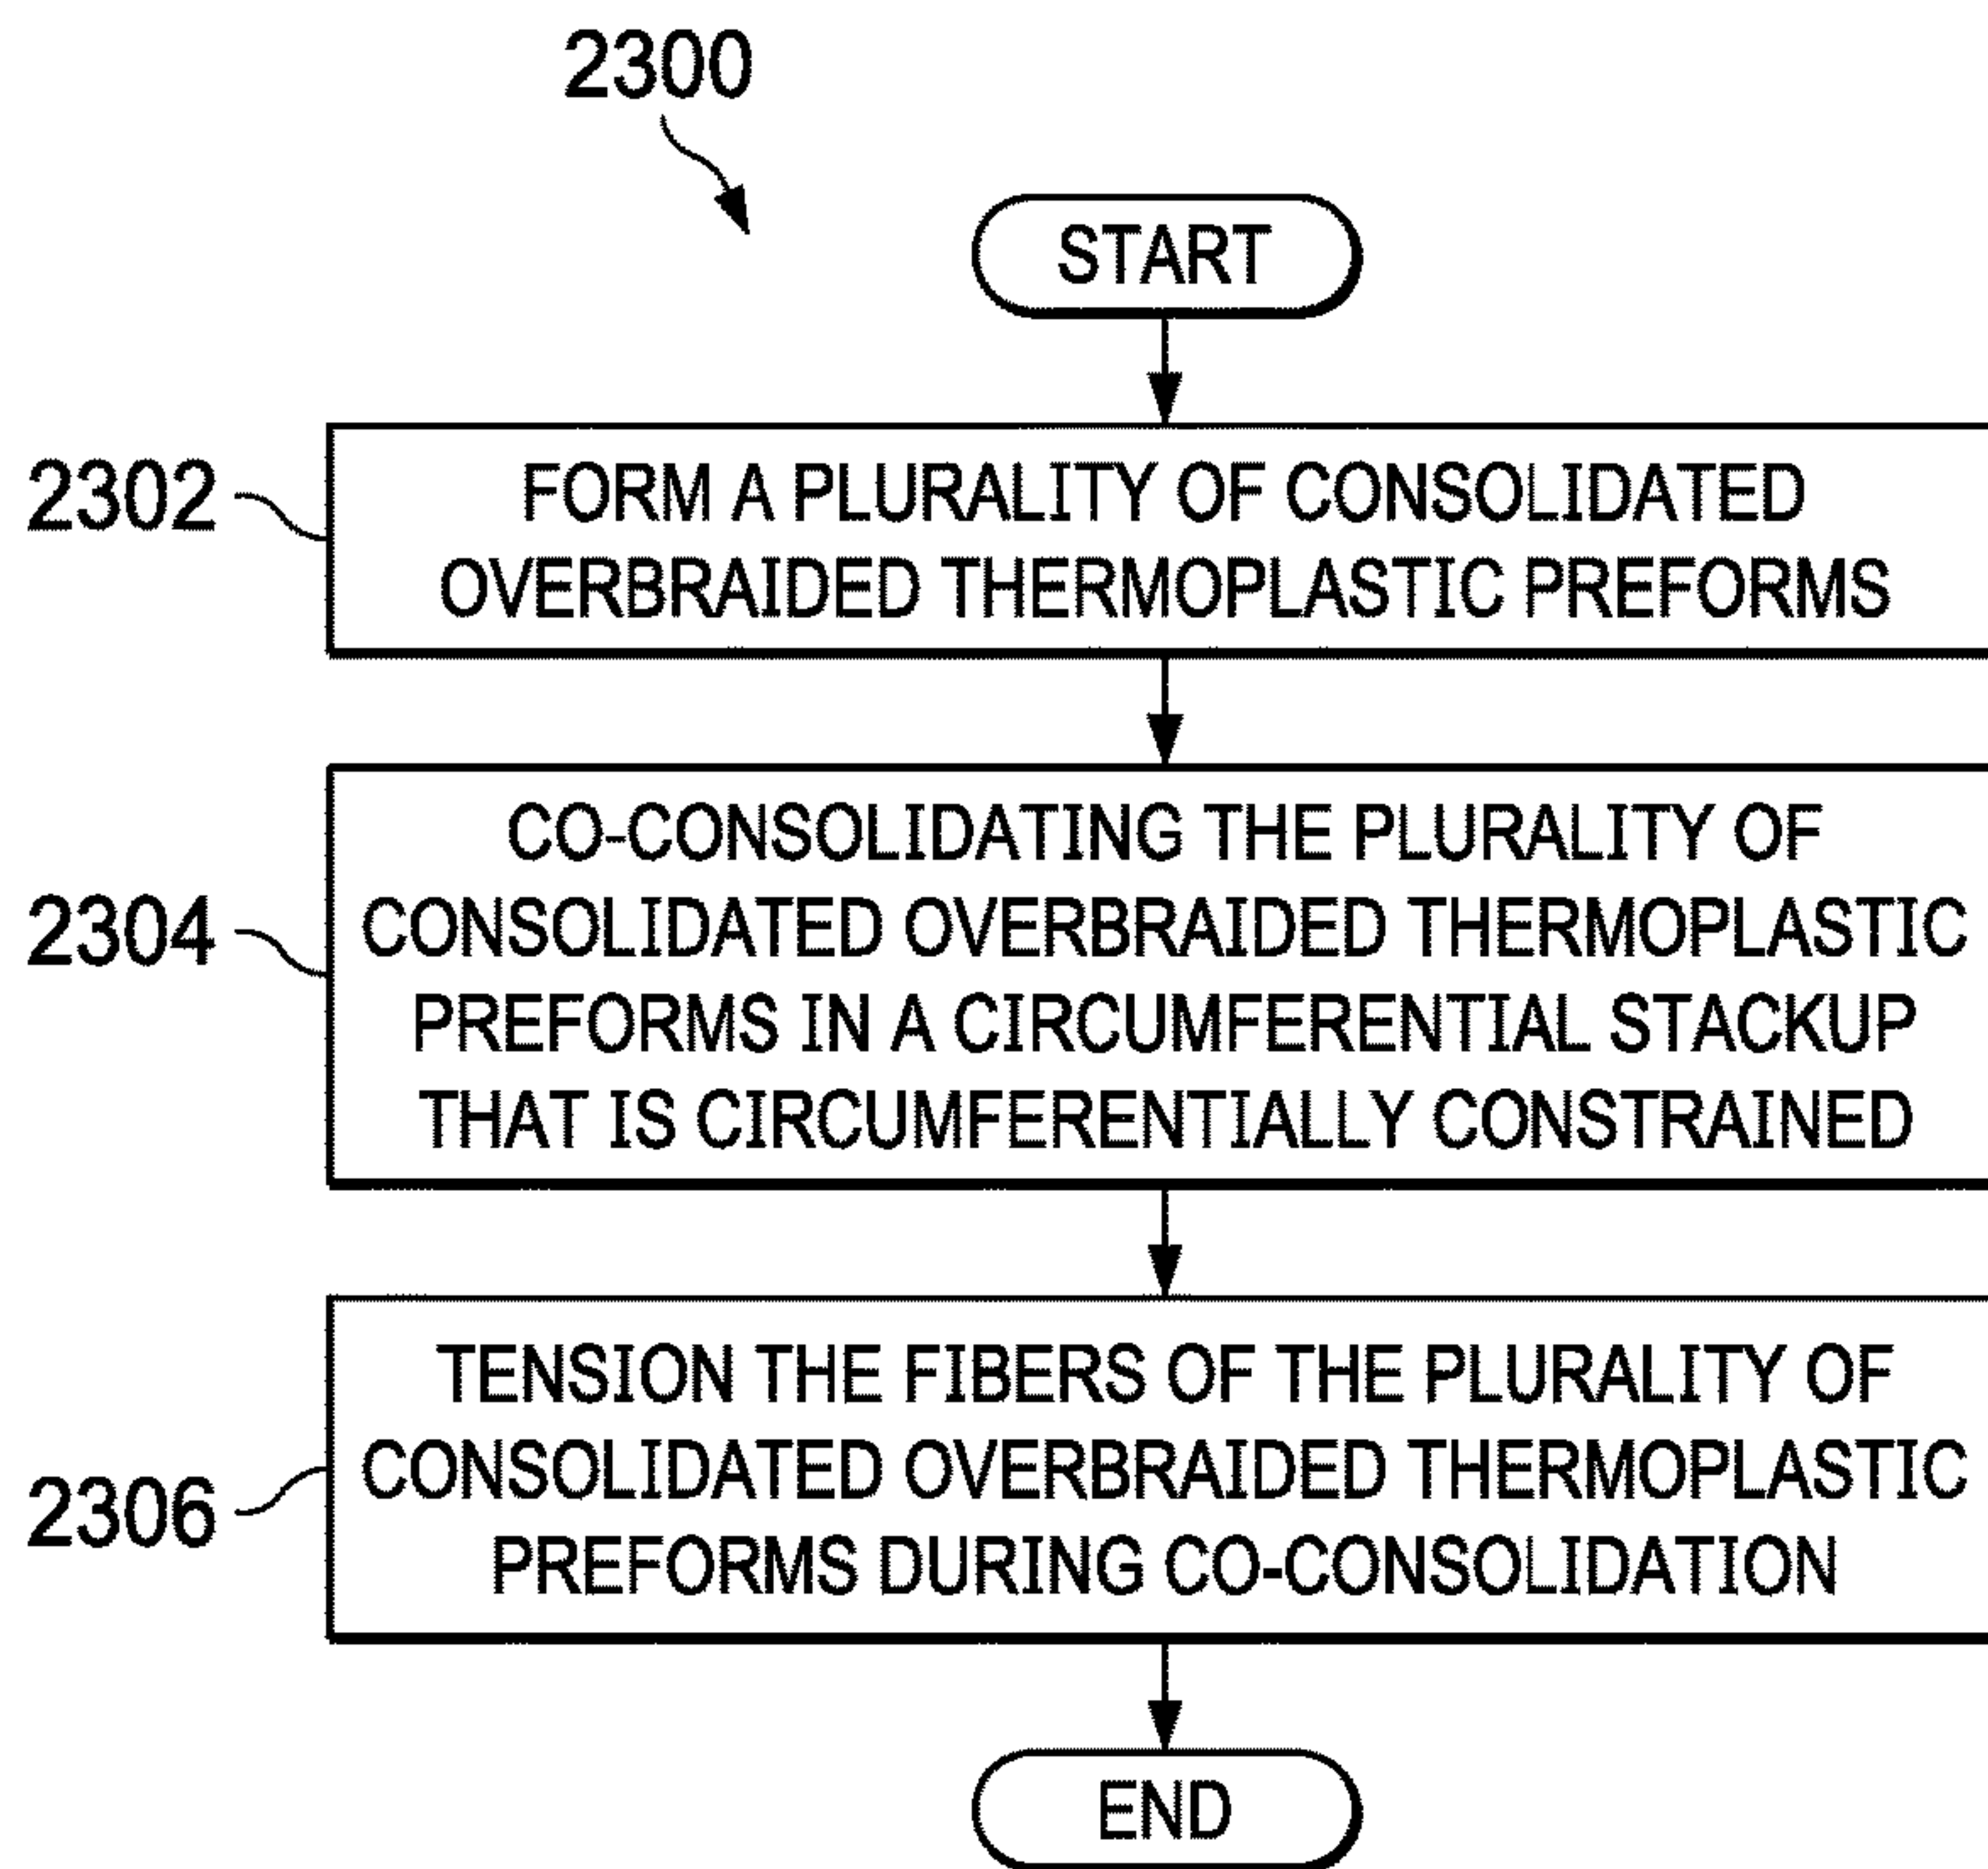 2300
START
2302
FORM A PLURALITY OF CONSOLIDATED
OVERBRAIDED THERMOPLASTIC PREFORMS
2304
CO-CONSOLIDATING THE PLURALITY OF
CONSOLIDATED OVERBRAIDED THERMOPLASTIC
PREFORMS IN A CIRCUMFERENTIAL STACKUP
THAT IS CIRCUMFERENTIALLY CONSTRAINED
2306
TENSION THE FIBERS OF THE PLURALITY OF
CONSOLIDATED OVERBRAIDED THERMOPLASTIC
PREFORMS DURING CO-CONSOLIDATION
END